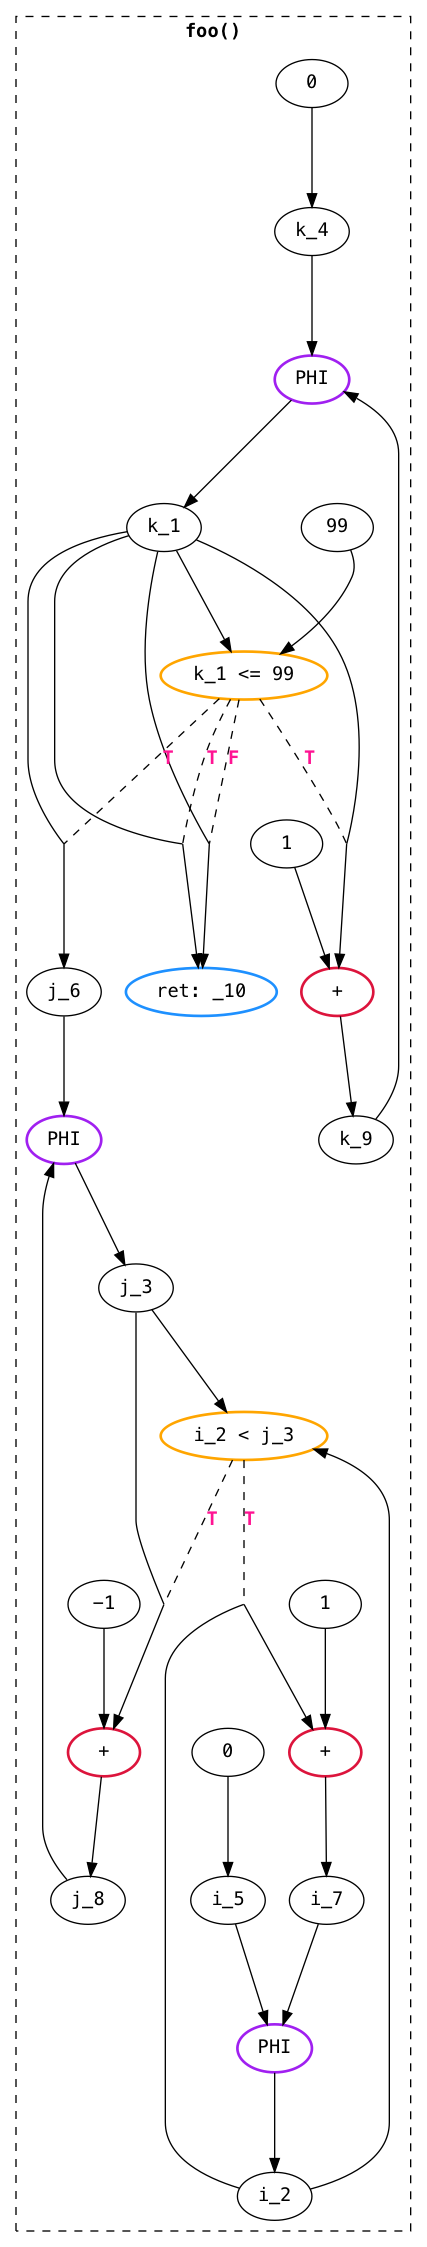 foo()
0
k_4
PHI
k_1
99
k_1 <= 99
T
T
F
T
1
j_6
ret: _10
+
PHI
k_9
j_3
i_2 < j_3
T
T
−1
1
+
0
+
j_8
i_5
i_7
PHI
i_2